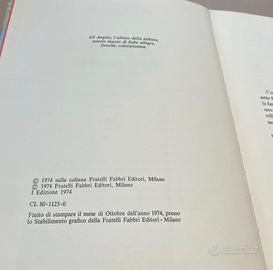 Ad Angelo, l'ultimo della nidiata,
questo mazzo di fiabe allegre,
fresche, coloratissime.
© 1974 sulla collana Fratelli Fabbri Editori, Milano
© 1974 Fratelli Fabbri Editori, Milano
I Edizione 1974
CL 80-1123-0
Finito di stampare il mese di Ottobre dell'anno 1974, presso
lo Stabilimento grafico della Fratelli Fabbri Editori - Milano
subito